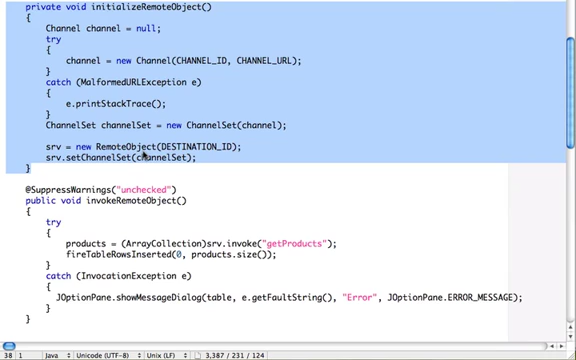 private void initializeRemoteObject()
{
Channel channel = null;
try
{
channel = new Channel(CHANNEL_ID, CHANNEL_URL);
}
catch (MalformedURLException e)
{
e.printStackTrace();
}
ChannelSet channelSet = new ChannelSet(channel);
srv = new RemoteObject(DESTINATION_ID);
srv.setChannelSet(channelSet);
}
@SuppressWarnings("unchecked")
public void invokeRemoteObject()
{
try
{
products = (ArrayCollection)srv.invoke("getProducts");
fireTableRowsInserted(0, products.size());
}
catch (InvocationException e)
{
JOptionPane.showMessageDialog(table, e.getFaultString(), "Error", JOptionPane.ERROR_MESSAGE);
}
}
38 1 Java Unicode (UTF-8) Unix (LF) 3,387 / 231 / 124